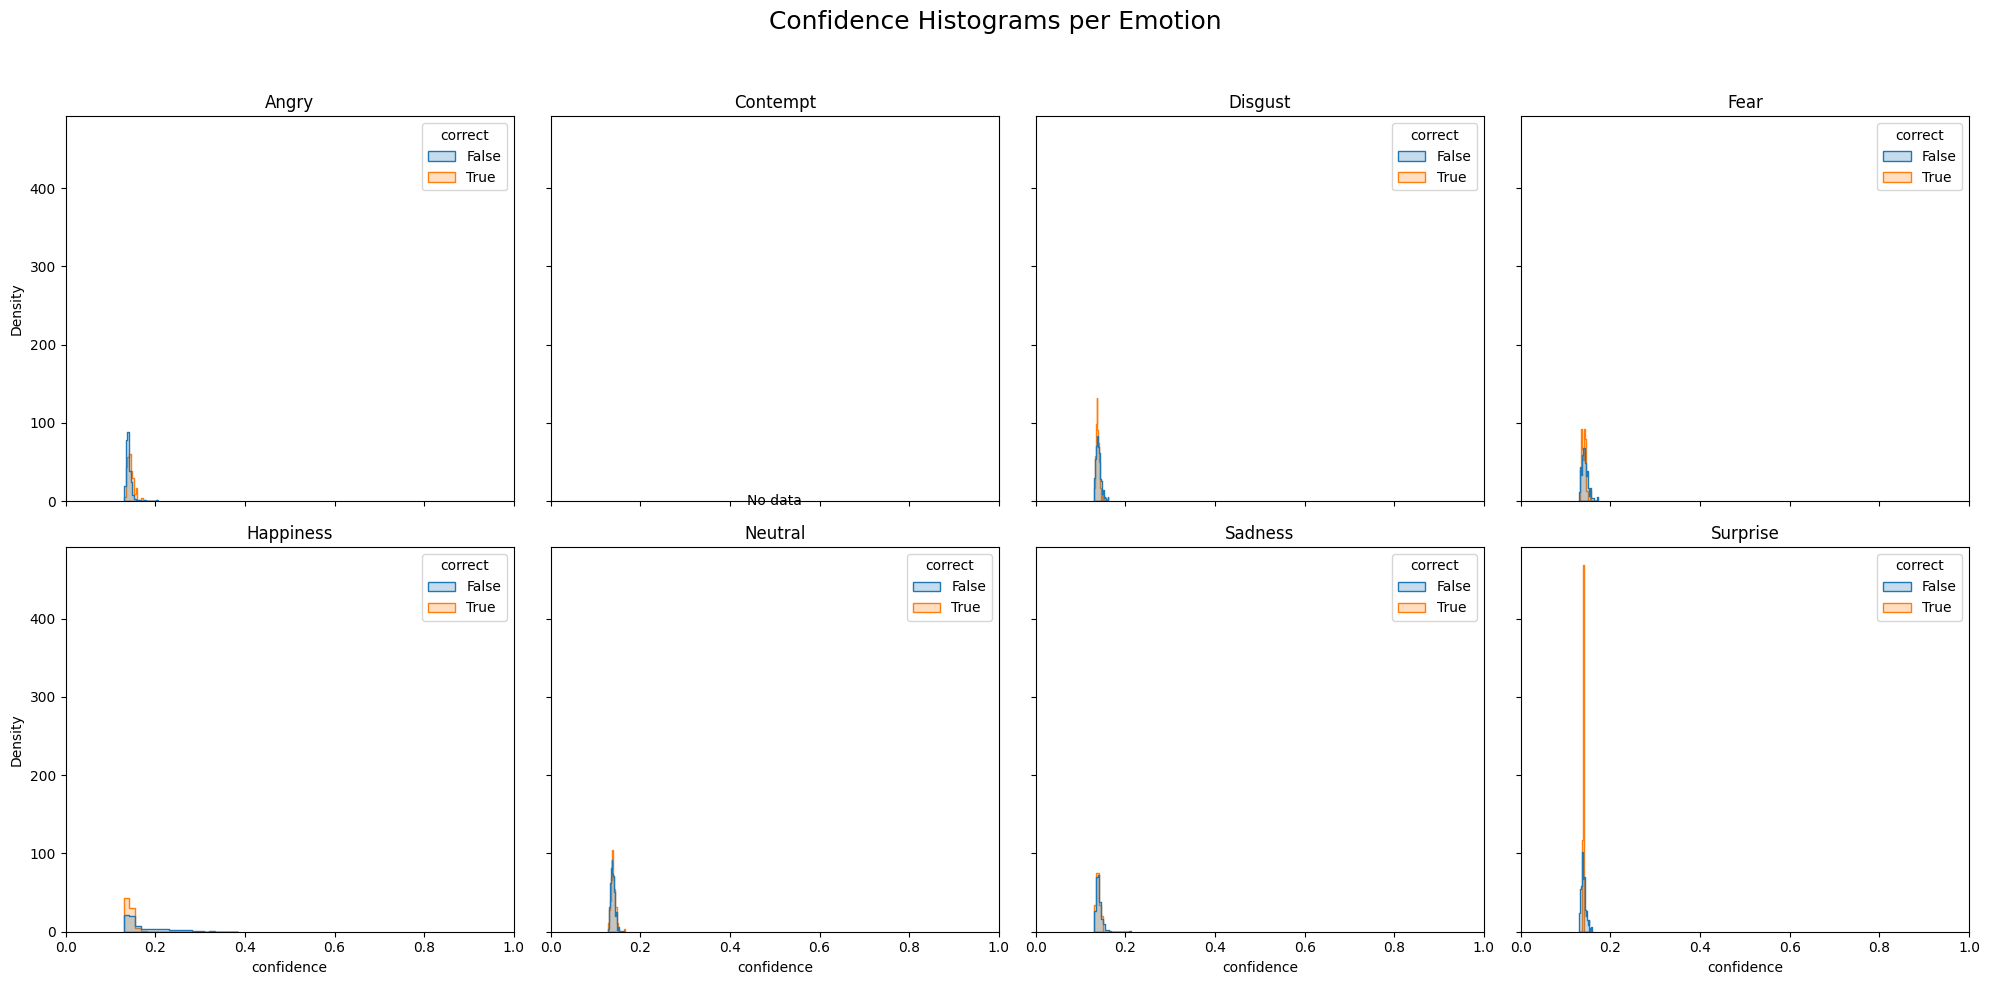 Confidence Histograms per Emotion
Angry
Contempt
Disgust
Fear
correct
False
True
correct
False
True
correct
False
True
Density
400
300
200
100
0
No data
Happiness
Neutral
Sadness
Surprise
correct
False
True
correct
False
True
correct
False
True
correct
False
True
Density
400
300
200
100
0
0.0 0.2 0.4 0.6 0.8 1.0
0.0 0.2 0.4 0.6 0.8 1.0
0.0 0.2 0.4 0.6 0.8 1.0
0.0 0.2 0.4 0.6 0.8 1.0
confidence
confidence
confidence
confidence